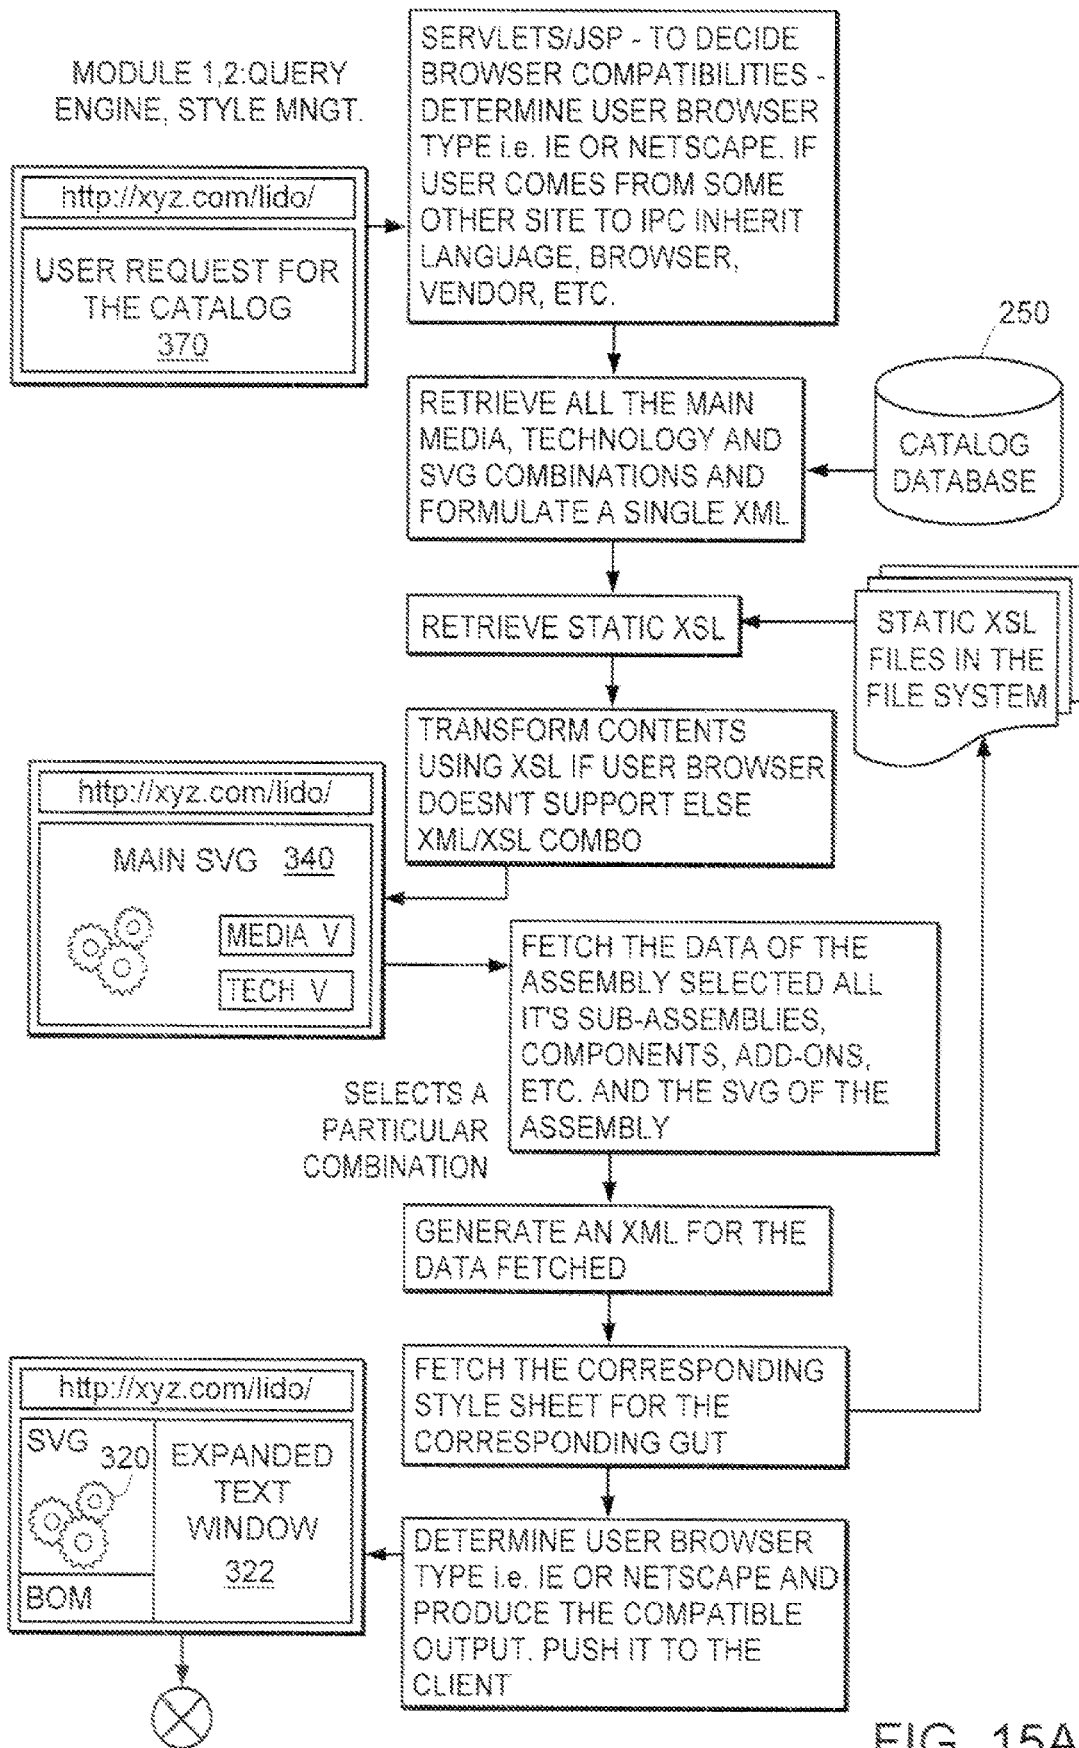 MODULE 1,2:QUERY
ENGINE, STYLE MNGT.
http://xyz.com/lido/
USER REQUEST FOR
THE CATALOG
370
SERVLETS/JSP - TO DECIDE
BROWSER COMPATIBILITIES -
DETERMINE USER BROWSER
TYPE i.e. IE OR NETSCAPE. IF
USER COMES FROM SOME
OTHER SITE TO IPC INHERIT
LANGUAGE, BROWSER,
VENDOR, ETC.
250
CATALOG
DATABASE
RETRIEVE ALL THE MAIN
MEDIA, TECHNOLOGY AND
SVG COMBINATIONS AND
FORMULATE A SINGLE XML
RETRIEVE STATIC XSL
STATIC XSL
FILES IN THE
FILE SYSTEM
TRANSFORM CONTENTS
USING XSL IF USER BROWSER
DOESN'T SUPPORT ELSE
XML/XSL COMBO
http://xyz.com/lido/
MAIN SVG 340
MEDIA V
TECH V
FETCH THE DATA OF THE
ASSEMBLY SELECTED ALL
IT'S SUB-ASSEMBLIES,
COMPONENTS, ADD-ONS,
ETC. AND THE SVG OF THE
ASSEMBLY
SELECTS A
PARTICULAR
COMBINATION
GENERATE AN XML FOR THE
DATA FETCHED
FETCH THE CORRESPONDING
STYLE SHEET FOR THE
CORRESPONDING GUT
http://xyz.com/lido/
SVG
320
BOM
EXPANDED
TEXT
WINDOW
322
DETERMINE USER BROWSER
TYPE i.e. IE OR NETSCAPE AND
PRODUCE THE COMPATIBLE
OUTPUT. PUSH IT TO THE
CLIENT
FIG. 15A